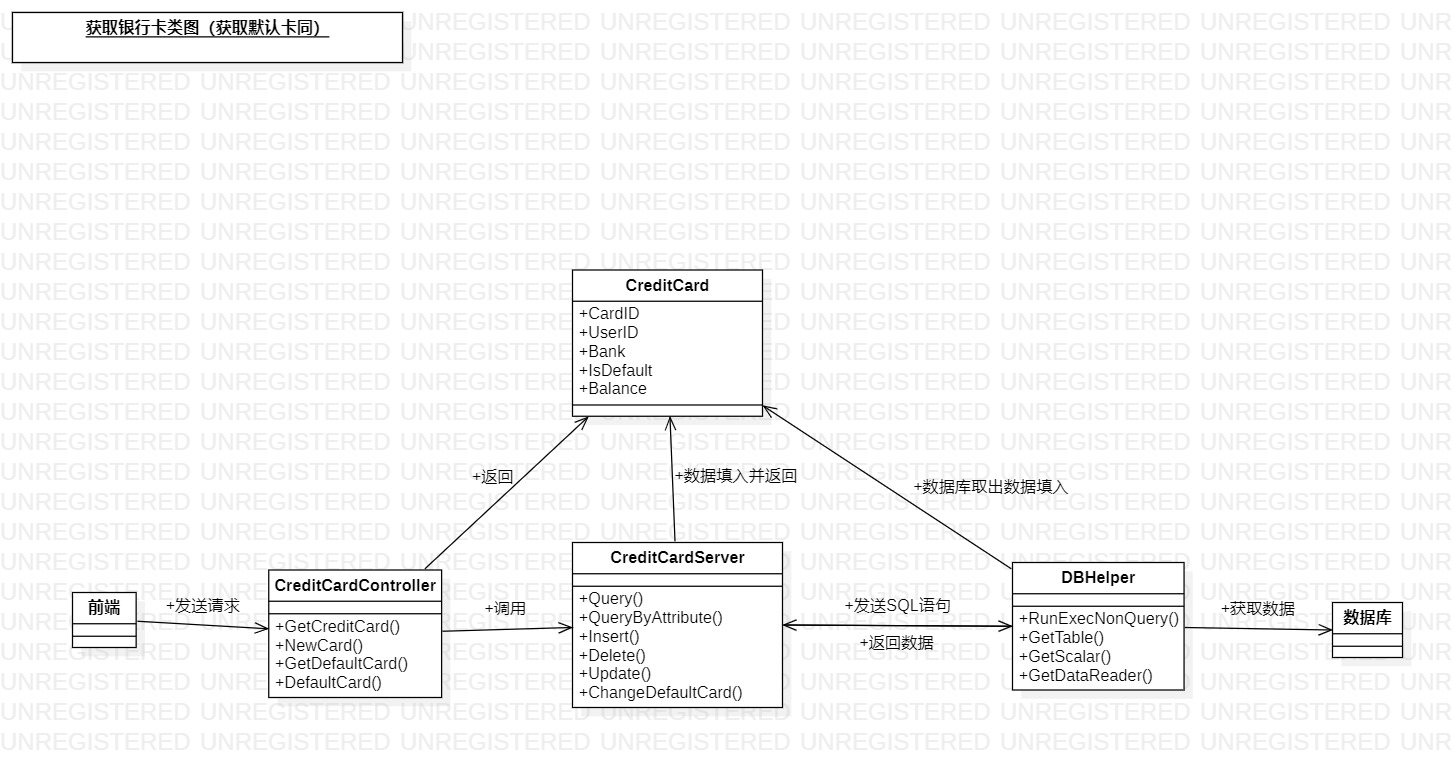 获取银行卡类图（获取默认卡同）
CreditCard
+CardID
+UserID
+Bank
+IsDefault
+Balance
+返回
+数据填入并返回
+数据库取出数据填入
前端
+发送请求
CreditCardController
+GetCreditCard()
+NewCard()
+GetDefaultCard()
+DefaultCard()
+调用
CreditCardServer
+Query()
+QueryByAttribute()
+Insert()
+Delete()
+Update()
+ChangeDefaultCard()
+发送SQL语句
+返回数据
DBHelper
+RunExecNonQuery()
+GetTable()
+GetScalar()
+GetDataReader()
+获取数据
数据库
UNREGISTERED